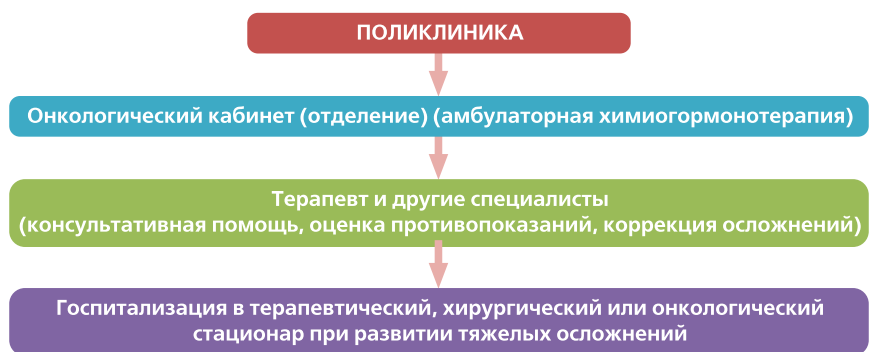 ПОЛИКЛИНИКА
Онкологический кабинет (отделение) (амбулаторная химиогормонотерапия)
Терапевт и другие специалисты
(консультативная помощь, оценка противопоказаний, коррекция осложнений)
Госпитализация в терапевтический, хирургический или онкологический
стационар при развитии тяжелых осложнений